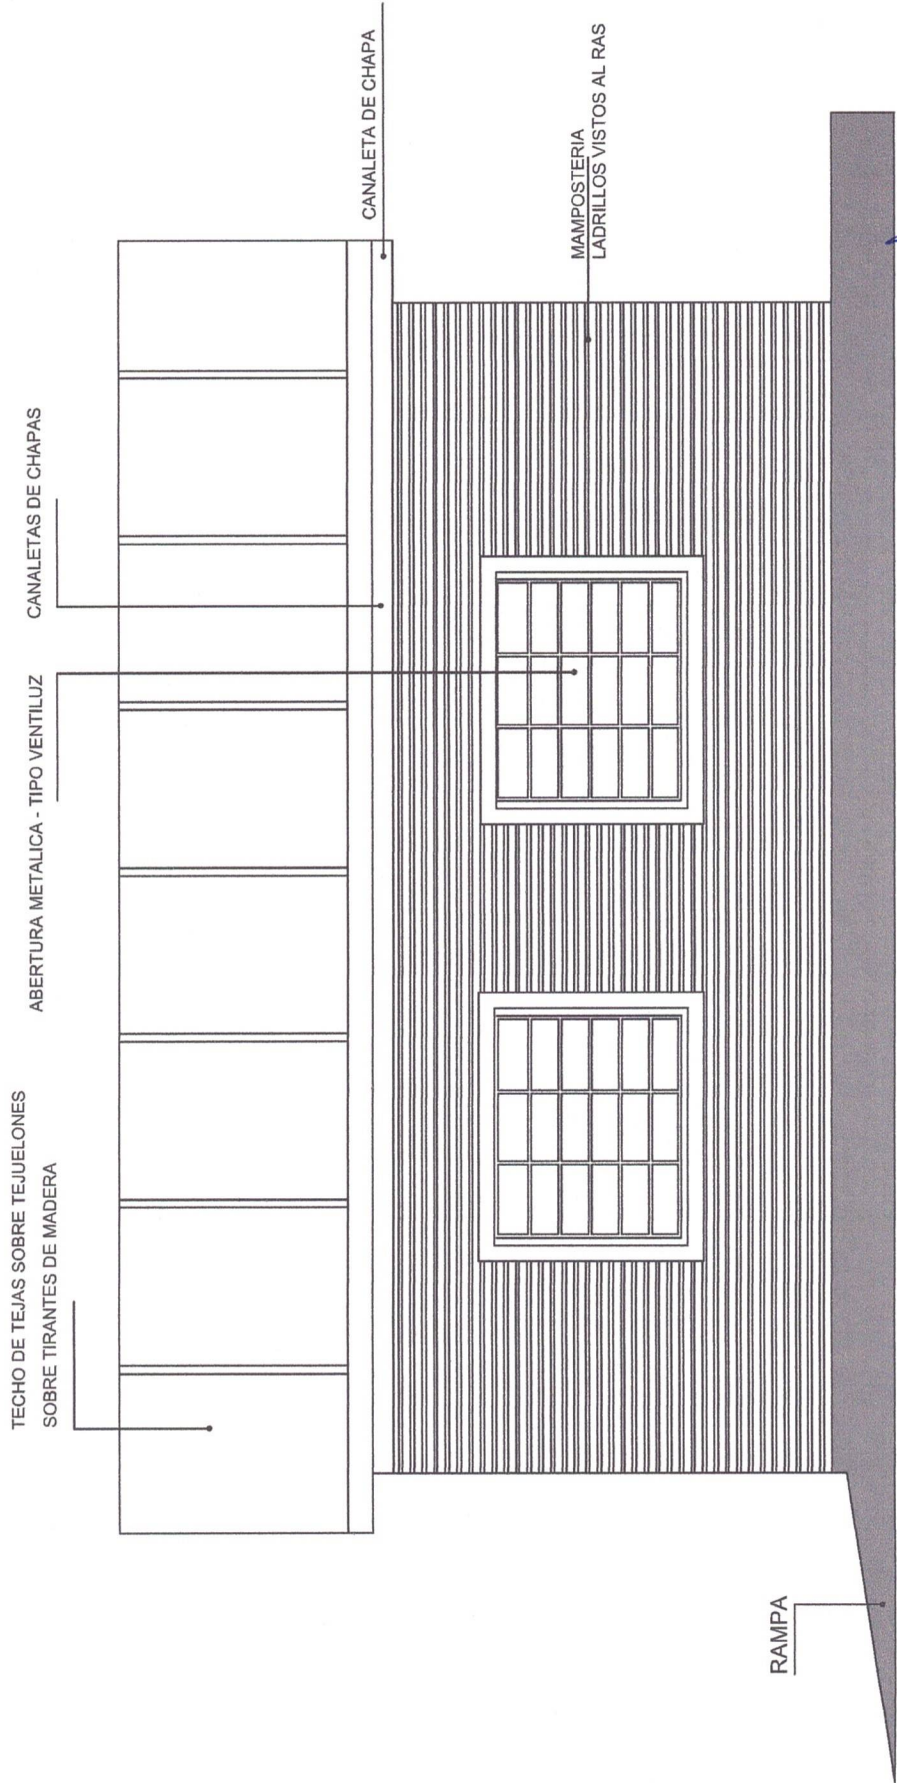 TECHO DE TEJAS SOBRE TEJUELONES
SOBRE TIRANTES DE MADERA
ABERTURA METALICA - TIPO VENTILUZ
CANALETAS DE CHAPAS
CANALETA DE CHAPA
MAMPOSTERIA
LADRILLOS VISTOS AL RAS
RAMPA